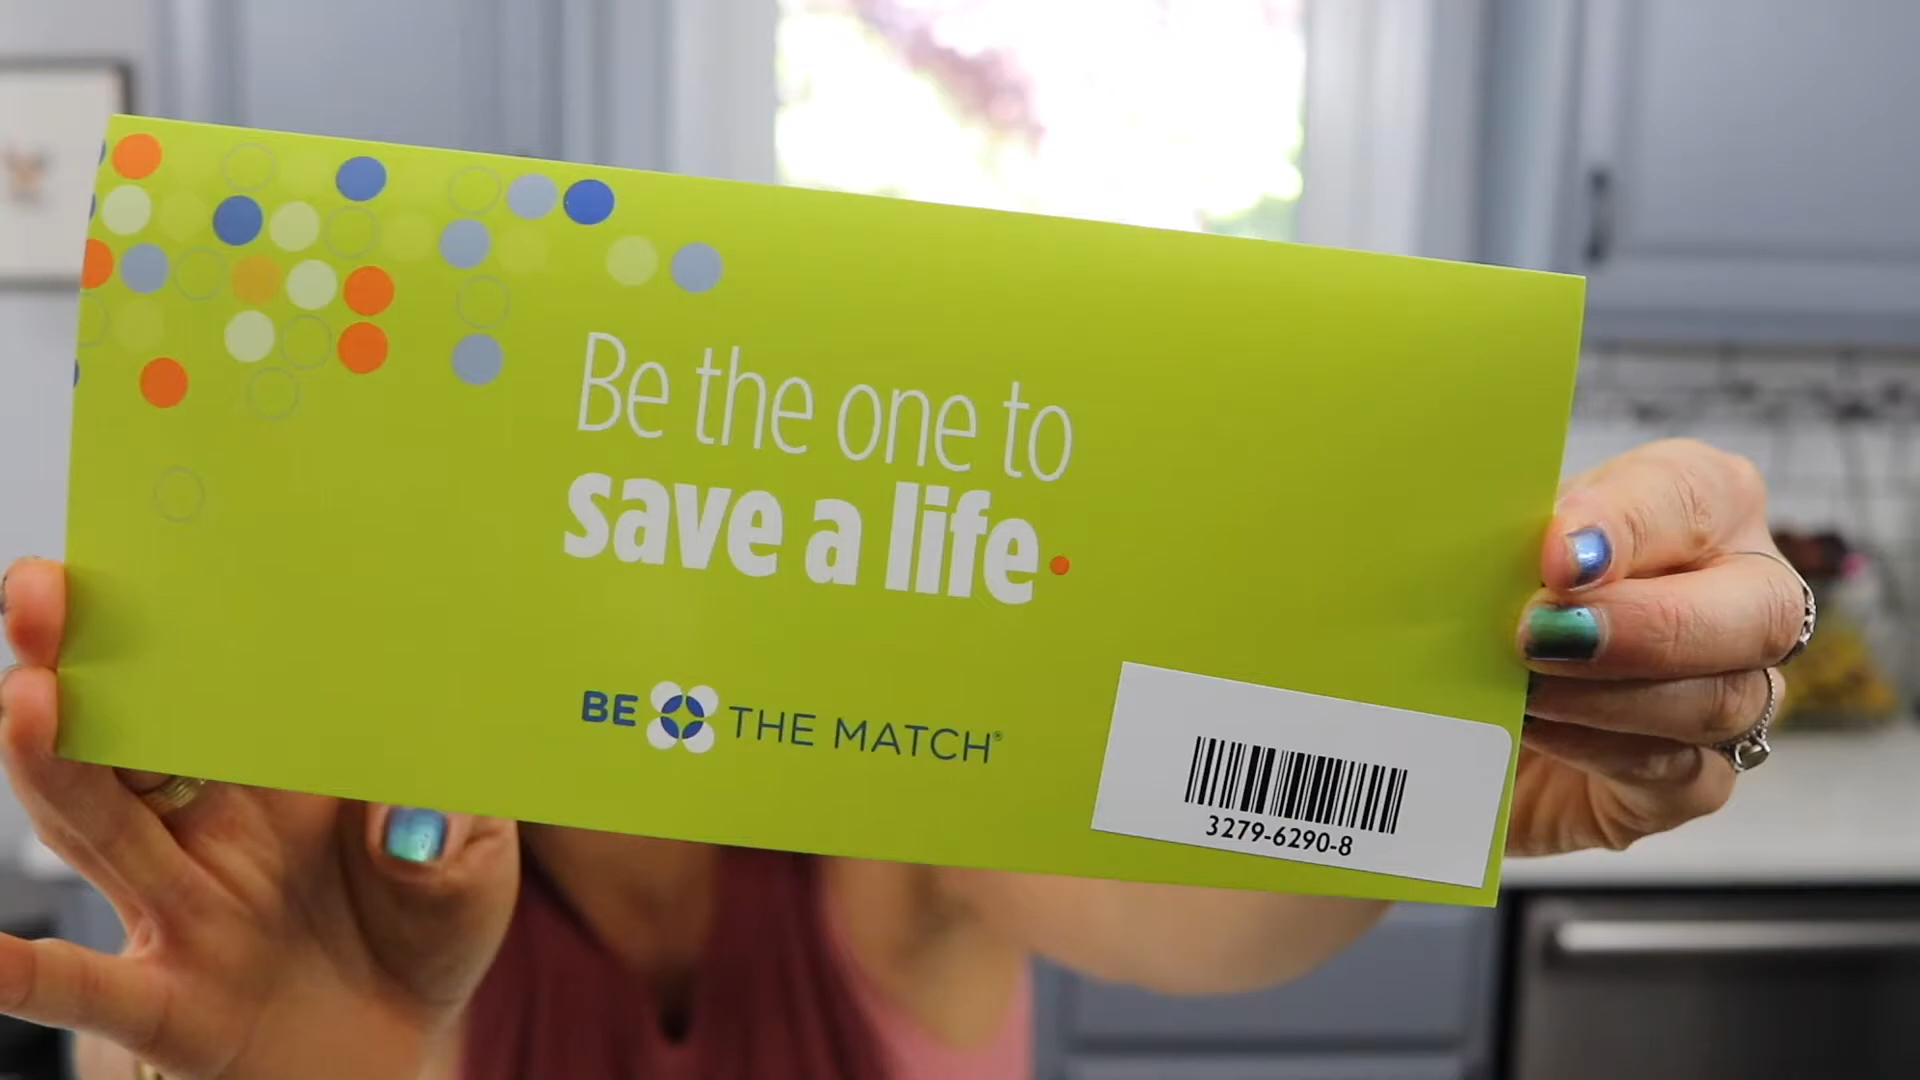 Be the one to
save a life.
BE THE MATCH®
3279-6290-8